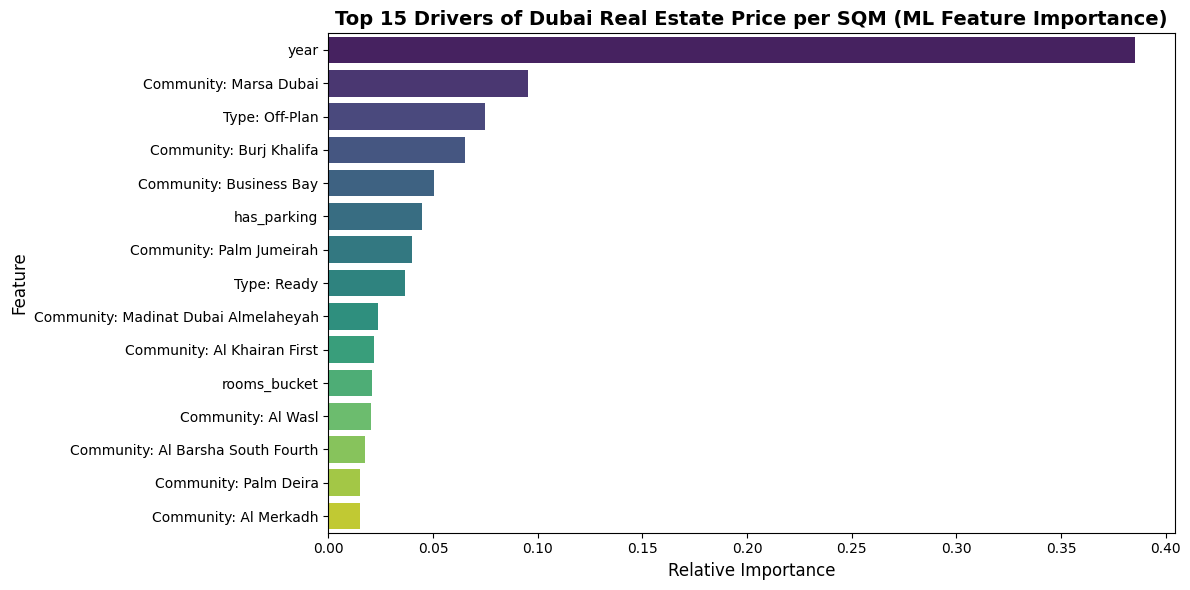 Top 15 Drivers of Dubai Real Estate Price per SQM (ML Feature Importance)
Feature
year
Community: Marsa Dubai
Type: Off-Plan
Community: Burj Khalifa
Community: Business Bay
has_parking
Community: Palm Jumeirah
Type: Ready
Community: Madinat Dubai Almelaheyah
Community: Al Khairan First
rooms_bucket
Community: Al Wasl
Community: Al Barsha South Fourth
Community: Palm Deira
Community: Al Merkadh
0.00 0.05 0.10 0.15 0.20 0.25 0.30 0.35 0.40
Relative Importance